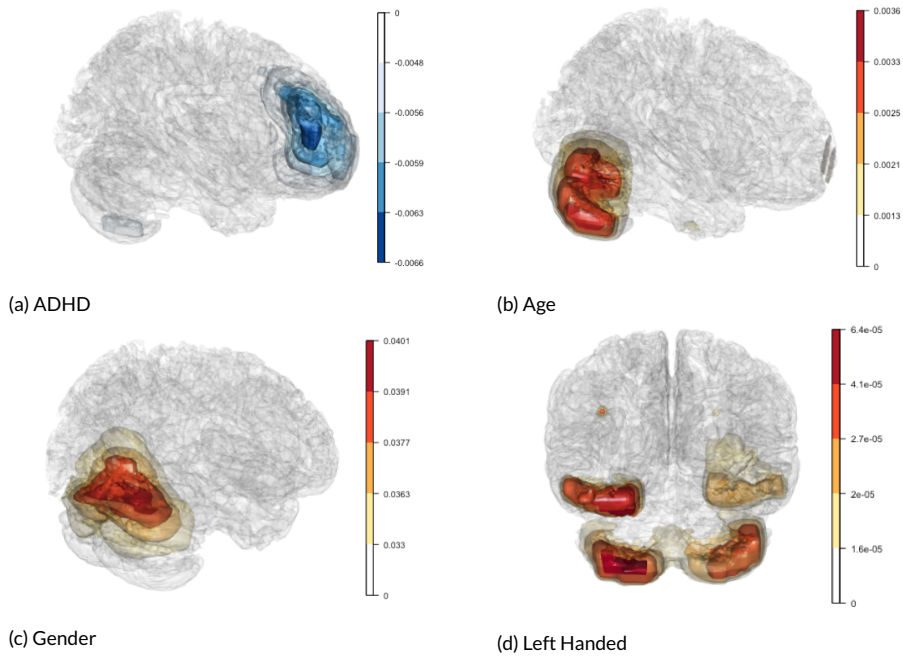 0
-0.0048
-0.0056
-0.0059
-0.0063
-0.0066
(a) ADHD
0.0036
0.0033
0.0025
0.0021
0.0013
0
(b) Age
0.0401
0.0391
0.0377
0.0363
0.033
0
(c) Gender
6.4e-05
4.1e-05
2.7e-05
2e-05
1.6e-05
0
(d) Left Handed